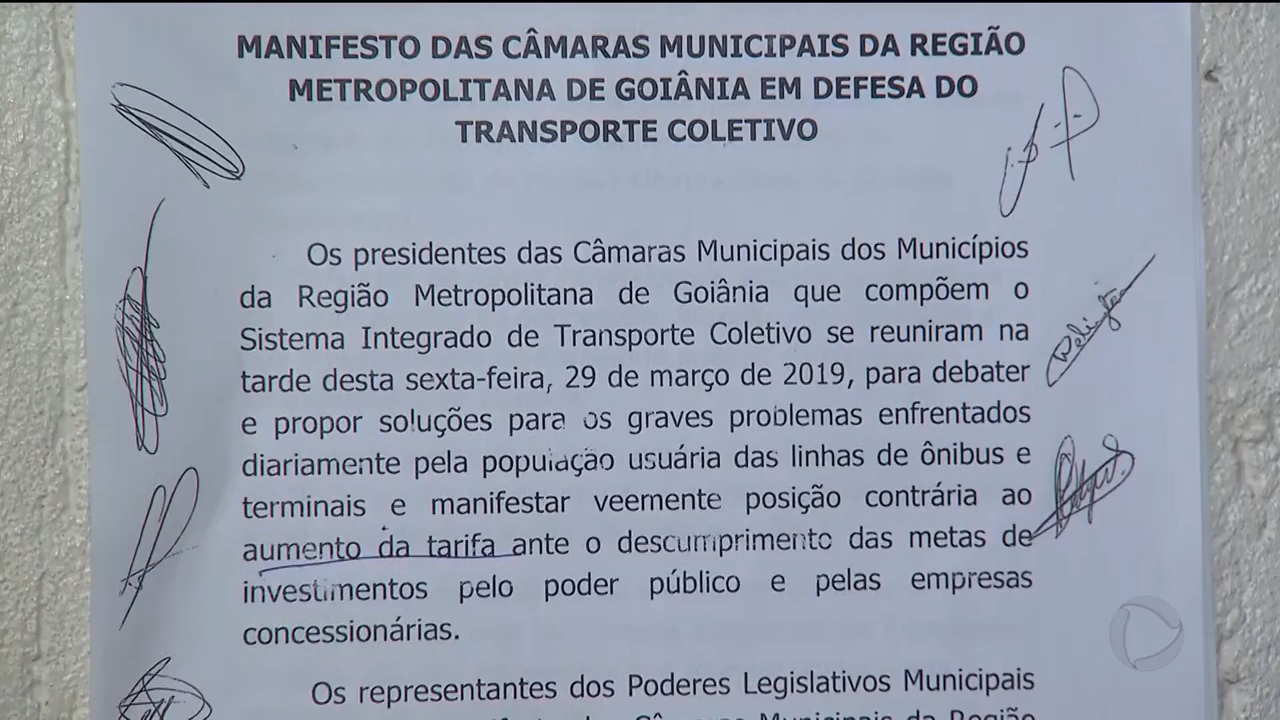 MANIFESTO DAS CÂMARAS MUNICIPAIS DA REGIÃO
METROPOLITANA DE GOIÂNIA EM DEFESA DO
TRANSPORTE COLETIVO
Os presidentes das Câmaras Municipais dos Municípios
da Região Metropolitana de Goiânia que compõem o
Sistema Integrado de Transporte Coletivo se reuniram na
tarde desta sexta-feira, 29 de março de 2019, para debater
e propor soluções para os graves problemas enfrentados
diariamente pela população usuária das linhas de ônibus e
terminais e manifestar veemente posição contrária ao
aumento da tarifa ante o descumprimento das metas de
investimentos pelo poder público e pelas empresas
concessionárias.
Os representantes dos Poderes Legislativos Municipais
Câmaras Municipais da Região